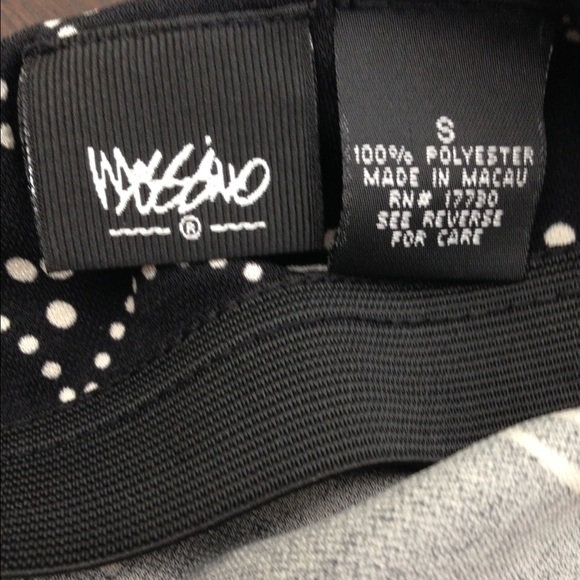 mossimo
®
S
100% POLYESTER
MADE IN MACAU
RN# 17730
SEE REVERSE
FOR CARE